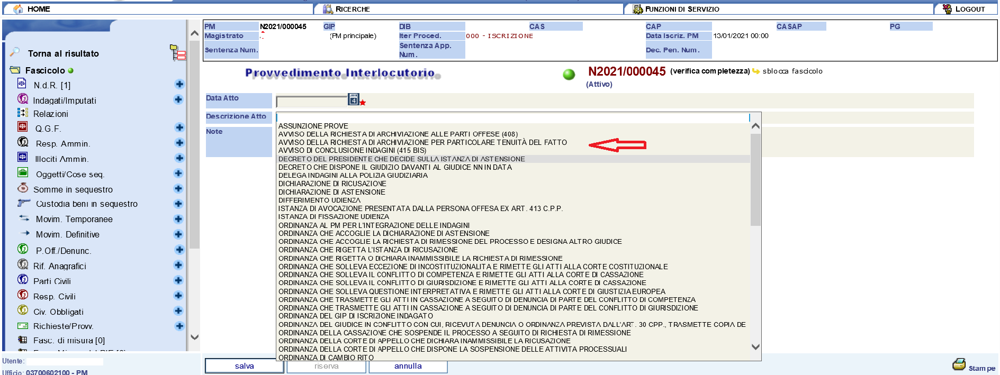 HOME
RICERCHE
FUNZIONI DI SERVIZIO
LOGOUT
PM N2021/000045 GIP DIB CAS CAP CASAP PG
Magistrato (PM principale) Iter Proced. 000 - ISCRIZIONE Data Iscriz. PM 13/01/2021 00:00
Sentenza Num. Sentenza App. Num. Dec. Pen. Num.
Torna al risultato
Fascicolo
N.d.R. [1]
Indagati/Imputati
Relazioni
Q.G.F.
Resp. Ammin.
Illeciti Ammin.
Oggetti/Cose seq.
Somme in sequestro
Custodia beni in sequestro
Movim. Temporanee
Movim. Definitive
P.Off./Denunc.
Rif. Anagrafici
Parti Civili
Resp. Civili
Civ. Obbligati
Richieste/Provv.
Fasc. di misura [0]
Utente:
Ufficio: 03700602100 - PM
Provvedimento Interlocutorio
N2021/000045 (verifica completezza) sblocca fascicolo
(Attivo)
Data Atto
4
Descrizione Atto
Note
ASSUNZIONE PROVE
AVVISO DELLA RICHIESTA DI ARCHIVIAZIONE ALLE PARTI OFFESE (408)
AVVISO DELLA RICHIESTA DI ARCHIVIAZIONE PER PARTICOLARE TENUITÀ DEL FATTO
AVVISO DI CONCLUSIONE INDAGINI (415 BIS)
DECRETO DEL PRESIDENTE CHE DECIDE SULLA ISTANZA DI ASTENSIONE
DECRETO CHE DISPONE IL GIUDIZIO DAVANTI AL GIUDICE NN IN DATA
DELEGA INDAGINI ALLA POLIZIA GIUDIZIARIA
DICHIARAZIONE DI RICUSAZIONE
DICHIARAZIONE DI ASTENSIONE
DIFFERIMENTO UDIENZA
ISTANZA DI AVOCAZIONE PRESENTATA DALLA PERSONA OFFESA EX ART. 413 C.P.P.
ISTANZA DI FISSAZIONE UDIENZA
ORDINANZA AL PM PER L'INTEGRAZIONE DELLE INDAGINI
ORDINANZA CHE ACCOGLIE LA DICHIARAZIONE DI ASTENSIONE
ORDINANZA CHE ACCOGLIE LA RICHIESTA DI RIMESSIONE DEL PROCESSO E DESIGNA ALTRO GIUDICE
ORDINANZA CHE RIGETTA L'ISTANZA DI RICUSAZIONE
ORDINANZA CHE RIGETTA O DICHIARA INAMMISSIBILE LA RICHIESTA DI RIMESSIONE
ORDINANZA CHE SOLLEVA ECCEZIONE DI INCOSTITUZIONALITA E RIMETTE GLI ATTI ALLA CORTE COSTITUZIONALE
ORDINANZA CHE SOLLEVA IL CONFLITTO DI COMPETENZA E RIMETTE GLI ATTI ALLA CORTE DI CASSAZIONE
ORDINANZA CHE SOLLEVA IL CONFLITTO DI GIURISDIZIONE E RIMETTE GLI ATTI ALLA CORTE DI CASSAZIONE
ORDINANZA CHE SOLLEVA QUESTIONE INTERPRETATIVA E RIMETTE GLI ATTI ALLA CORTE DI GIUSTIZIA EUROPEA
ORDINANZA CHE TRASMETTE GLI ATTI IN CASSAZIONE A SEGUITO DI DENUNCIA DI PARTE DEL CONFLITTO DI COMPETENZA
ORDINANZA CHE TRASMETTE GLI ATTI IN CASSAZIONE A SEGUITO DI DENUNCIA DI PARTE DEL CONFLITTO DI GIURISDIZIONE
ORDINANZA DEL GIP DI ISCRIZIONE INDAGATO
ORDINANZA DEL GIUDICE IN CONFLITTO CON CUI, RICEVUTA DENUNCIA O ORDINANZA PREVISTA DALL'ART. 30 CPP., TRASMETTE COPIA DE
ORDINANZA DELLA CASSAZIONE CHE SOSPENDE IL PROCESSO A SEGUITO DI RICHIESTA DI RIMESSIONE
ORDINANZA DELLA CORTE DI APPELLO CHE DICHIARA INAMMISSIBILE LA RICUSAZIONE
ORDINANZA DELLA CORTE DI APPELLO CHE DISPONE LA SOSPENSIONE DELLE ATTIVITA PROCESSUALI
ORDINANZA DI CAMBIO RITO
salva
riserva
annulla
Stampe